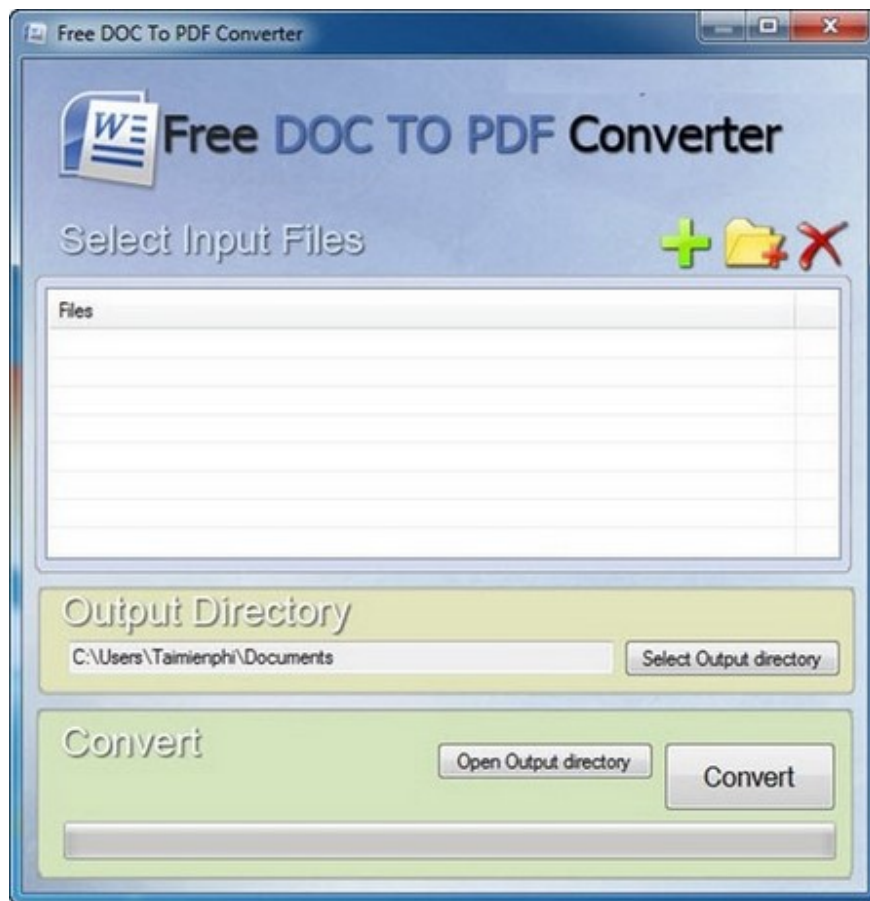 Free DOC To PDF Converter
W
Free DOC TO PDF Converter
Select Input Files
Files
Output Directory
C:\Users\Taimienphi\Documents
Select Output directory
Convert
Open Output directory
Convert